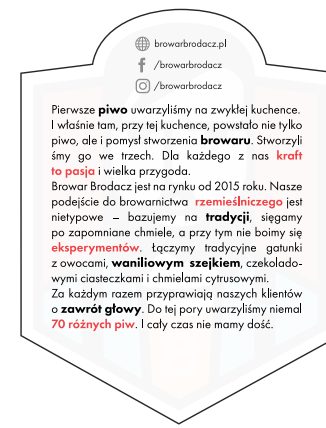 browarbrodacz.pl
/browarbrodacz
/browarbrodacz
Pierwsze piwo uwarzyliśmy na zwykłej kuchence.
I właśnie tam, przy tej kuchence, powstało nie tylko
piwo, ale i pomysł stworzenia browaru. Stworzyli
śmy go we trzech. Dla każdego z nas kraft
to pasja i wielka przygoda.
Browar Brodacz jest na rynku od 2015 roku. Nasze
podejście do browarnictwa rzemieślniczego jest
nietypowe – bazujemy na tradycji, sięgamy
po zapomniane chmiele, a przy tym nie boimy się
eksperymentów. Łączymy tradycyjne gatunki
z owocami, waniliowym szejkiem, czekolado-
wymi ciasteczkami i chmielami cytrusowymi.
Za każdym razem przyprawiają naszych klientów
o zawrót głowy. Do tej pory uwarzyliśmy niemal
70 różnych piw. I cały czas nie mamy dość.